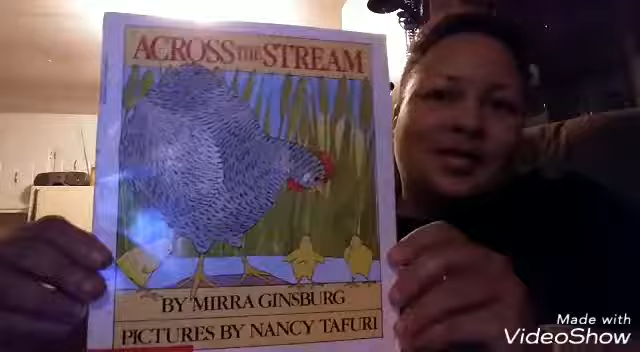 ACROSS THE STREAM
BY MIRRA GINSBURG
PICTURES BY NANCY TAFURI
Made with
VideoShow